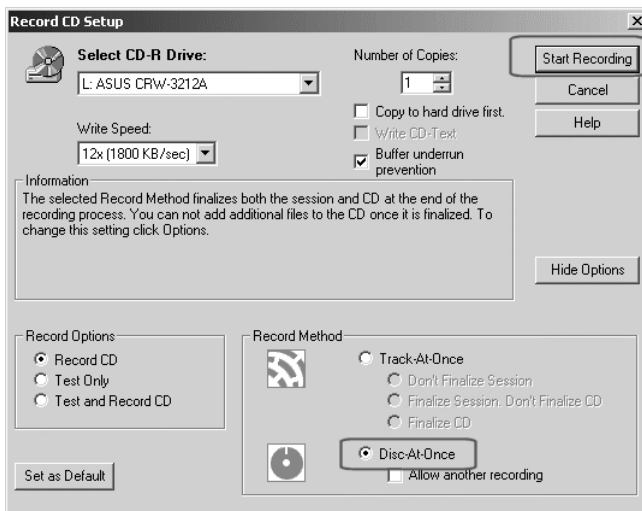 Record CD Setup
Select CD-R Drive:
L: ASUS CRW-3212A
Write Speed:
12x (1800 KB/sec)
Number of Copies:
1
Copy to hard drive first.
Write CD-Text
Buffer underrun
prevention
Start Recording
Cancel
Help
Information
The selected Record Method finalizes both the session and CD at the end of the
recording process. You can not add additional files to the CD once it is finalized. To
change this setting click Options.
Hide Options
Record Options
Record CD
Test Only
Test and Record CD
Set as Default
Record Method
Track-At-Once
Don't Finalize Session
Finalize Session. Don't Finalize CD
Finalize CD
Disc-At-Once
Allow another recording